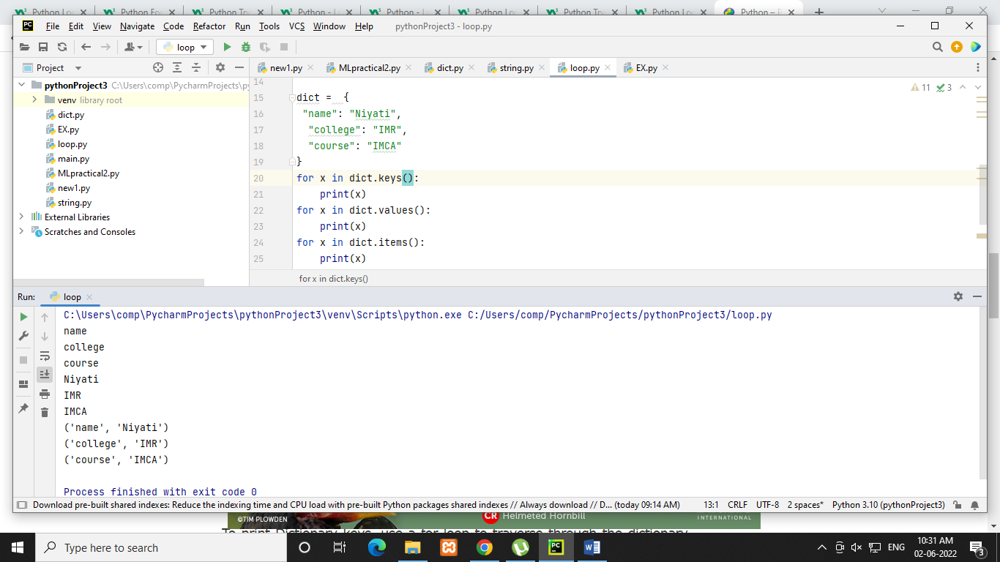 Python Lo
Python For
Python Try
Python - L
Python - L
Python Lo
Python Try
Python Lo
Python – F
File Edit View Navigate Code Refactor Run Tools VCS Window Help pythonProject3 - loop.py
loop
Project
new1.py MLpractical2.py dict.py string.py loop.py EX.py
pythonProject3 C:\Users\comp\PycharmProjects\py
venv library root
dict.py
EX.py
loop.py
main.py
MLpractical2.py
new1.py
string.py
External Libraries
Scratches and Consoles
11 3
14
15 dict =  {
16  "name": "Niyati",
17   "college": "IMR",
18   "course": "IMCA"
19 }
20 for x in dict.keys():
21     print(x)
22 for x in dict.values():
23     print(x)
24 for x in dict.items():
25     print(x)
for x in dict.keys()
Run: loop
C:\Users\comp\PycharmProjects\pythonProject3\venv\Scripts\python.exe C:/Users/comp/PycharmProjects/pythonProject3/loop.py
name
college
course
Niyati
IMR
IMCA
('name', 'Niyati')
('college', 'IMR')
('course', 'IMCA')
Process finished with exit code 0
Download pre-built shared indexes: Reduce the indexing time and CPU load with pre-built Python packages shared indexes // Always download // D... (today 09:14 AM) 13:1 CRLF UTF-8 2 spaces* Python 3.10 (pythonProject3)
©TIM PLOWDEN
CR Helmeted Hornbill
INTERNATIONAL
To print Dictionary keys, use a for loop to traverse through the dictionary
Type here to search
ENG
10:31 AM
02-06-2022
3